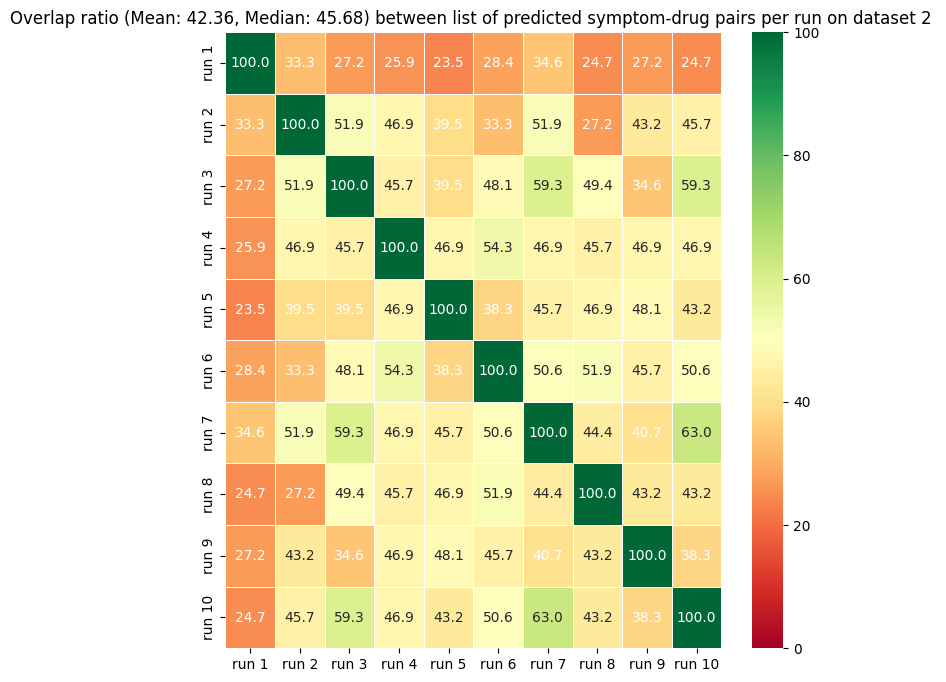 Overlap ratio (Mean: 42.36, Median: 45.68) between list of predicted symptom-drug pairs per run on dataset 2
run 1 100.0 33.3 27.2 25.9 23.5 28.4 34.6 24.7 27.2 24.7
run 2 33.3 100.0 51.9 46.9 39.5 33.3 51.9 27.2 43.2 45.7
run 3 27.2 51.9 100.0 45.7 39.5 48.1 59.3 49.4 34.6 59.3
run 4 25.9 46.9 45.7 100.0 46.9 54.3 46.9 45.7 46.9 46.9
run 5 23.5 39.5 39.5 46.9 100.0 38.3 45.7 46.9 48.1 43.2
run 6 28.4 33.3 48.1 54.3 38.3 100.0 50.6 51.9 45.7 50.6
run 7 34.6 51.9 59.3 46.9 45.7 50.6 100.0 44.4 40.7 63.0
run 8 24.7 27.2 49.4 45.7 46.9 51.9 44.4 100.0 43.2 43.2
run 9 27.2 43.2 34.6 46.9 48.1 45.7 40.7 43.2 100.0 38.3
run 10 24.7 45.7 59.3 46.9 43.2 50.6 63.0 43.2 38.3 100.0
run 1 run 2 run 3 run 4 run 5 run 6 run 7 run 8 run 9 run 10
100
80
60
40
20
0